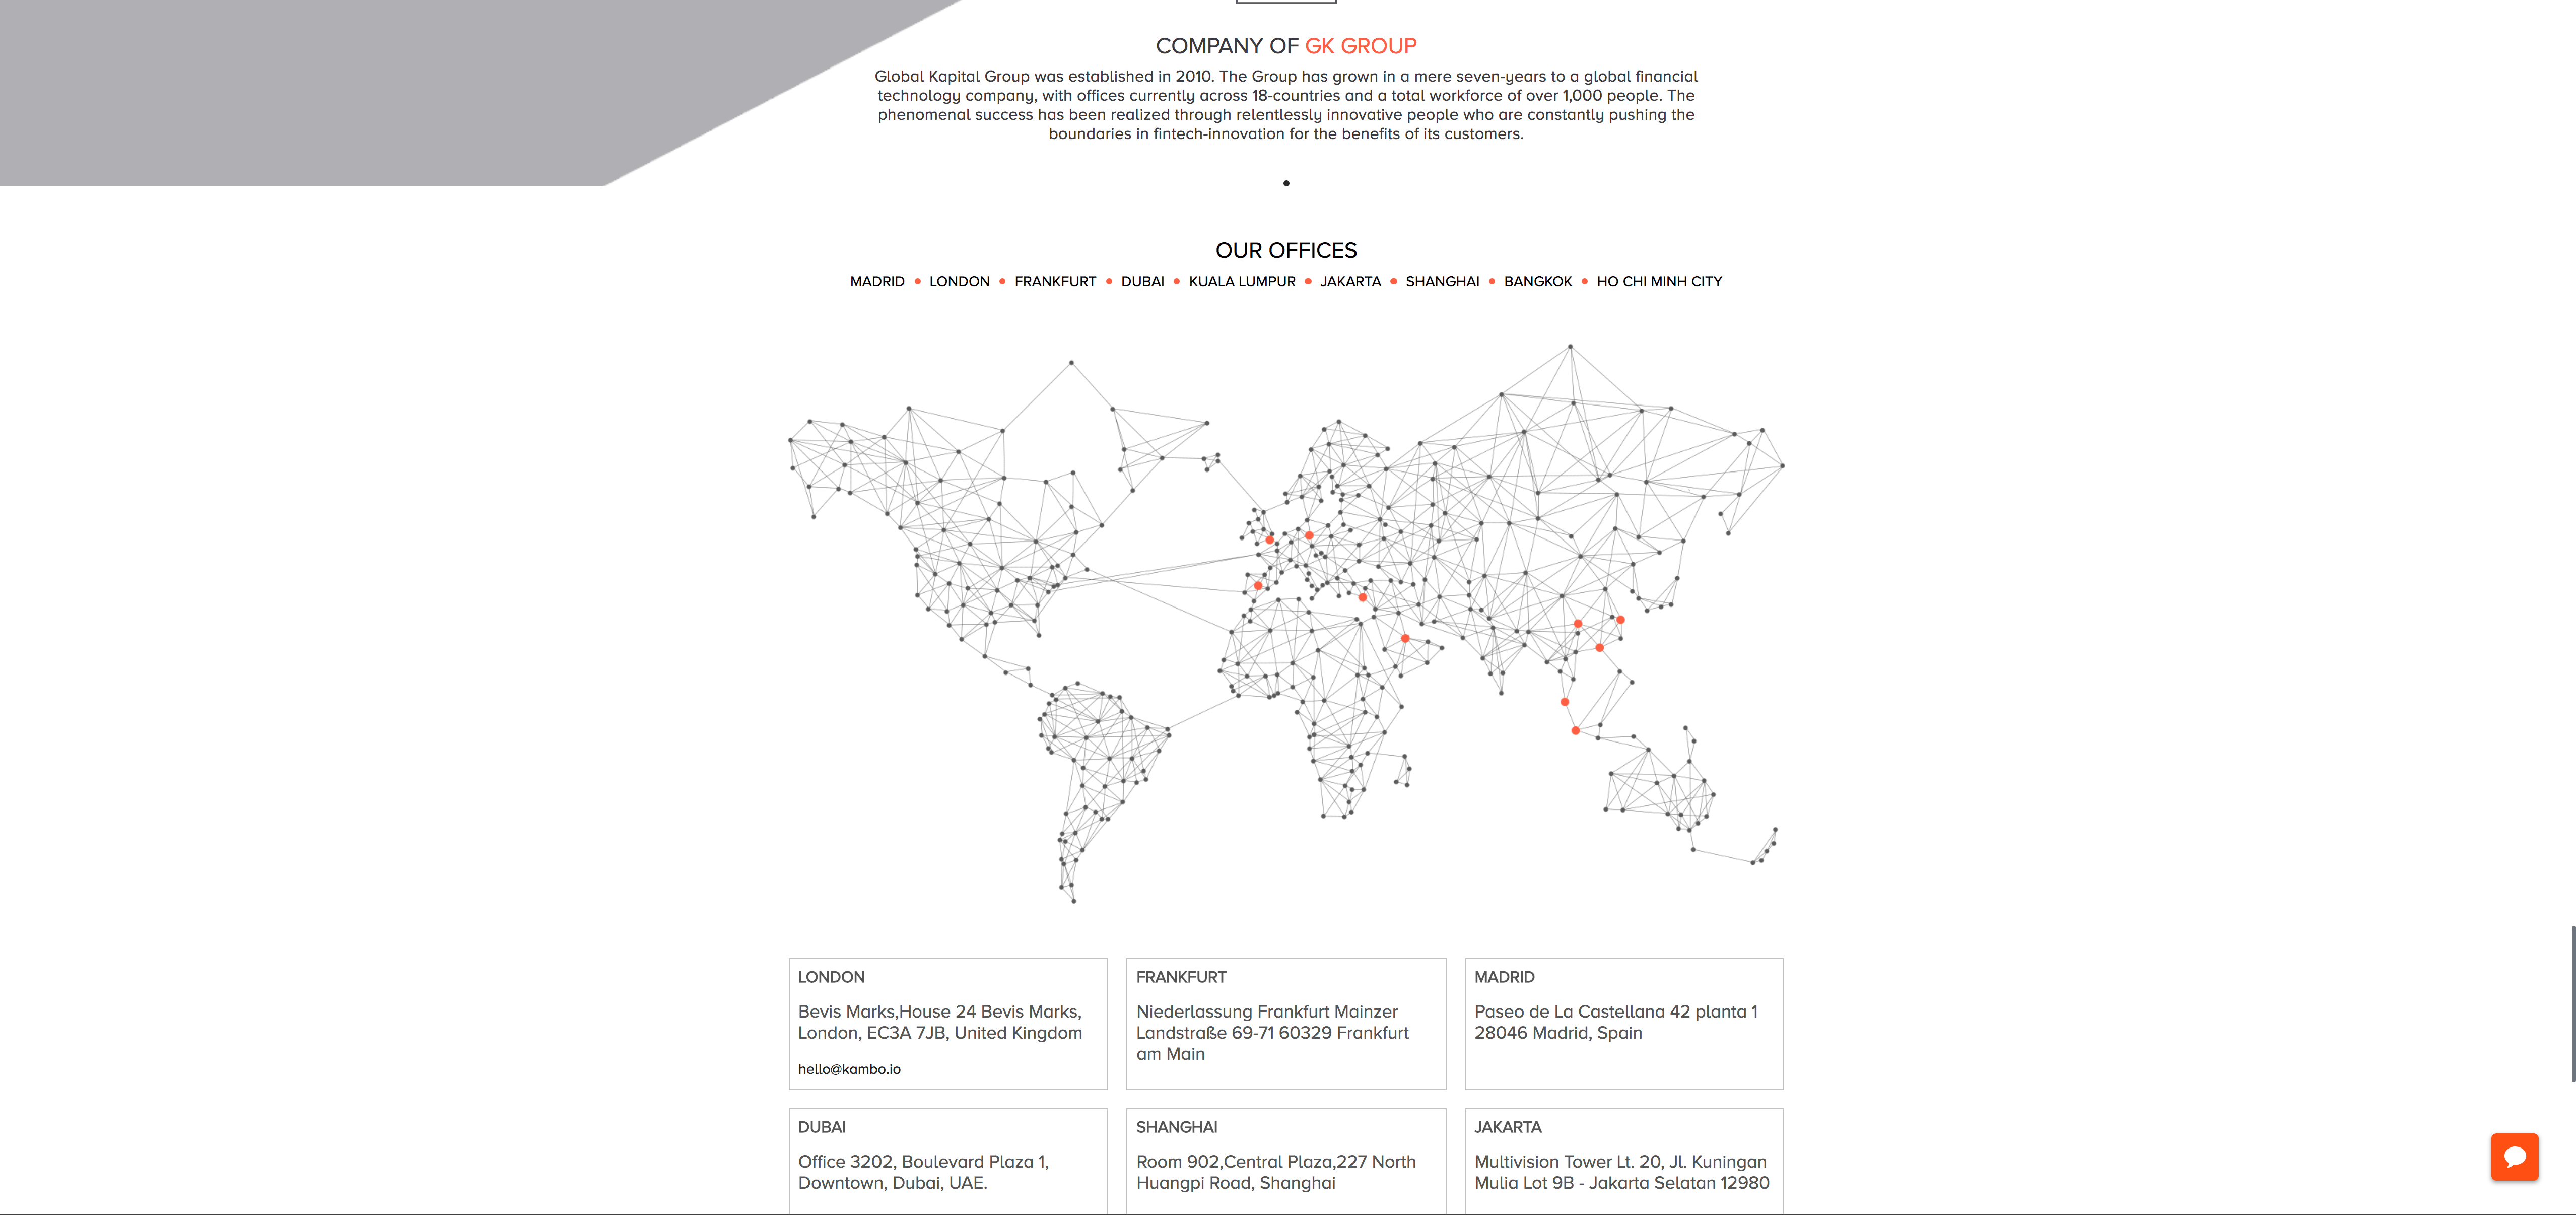 COMPANY OF GK GROUP
Global Kapital Group was established in 2010. The Group has grown in a mere seven-years to a global financial
technology company, with offices currently across 18-countries and a total workforce of over 1,000 people. The
phenomenal success has been realized through relentlessly innovative people who are constantly pushing the
boundaries in fintech-innovation for the benefits of its customers.
OUR OFFICES
MADRID • LONDON • FRANKFURT • DUBAI • KUALA LUMPUR • JAKARTA • SHANGHAI • BANGKOK • HO CHI MINH CITY
LONDON
Bevis Marks,House 24 Bevis Marks,
London, EC3A 7JB, United Kingdom
hello@kambo.io
FRANKFURT
Niederlassung Frankfurt Mainzer
Landstraße 69-71 60329 Frankfurt
am Main
MADRID
Paseo de La Castellana 42 planta 1
28046 Madrid, Spain
DUBAI
Office 3202, Boulevard Plaza 1,
Downtown, Dubai, UAE.
SHANGHAI
Room 902,Central Plaza,227 North
Huangpi Road, Shanghai
JAKARTA
Multivision Tower Lt. 20, Jl. Kuningan
Mulia Lot 9B - Jakarta Selatan 12980